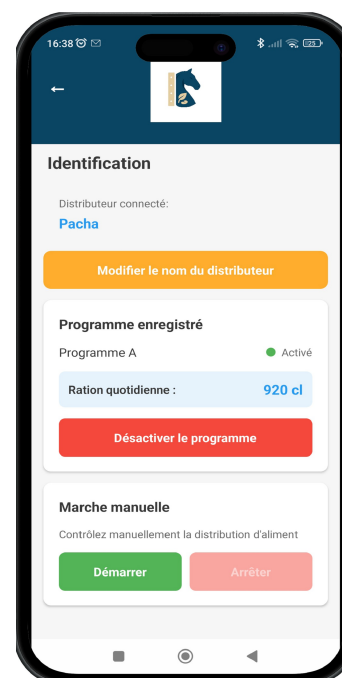 16:38
25
Identification
Distributeur connecté:
Pacha
Modifier le nom du distributeur
Programme enregistré
Programme A
Activé
Ration quotidienne :
920 cl
Désactiver le programme
Marche manuelle
Contrôlez manuellement la distribution d'aliment
Démarrer
Arrêter